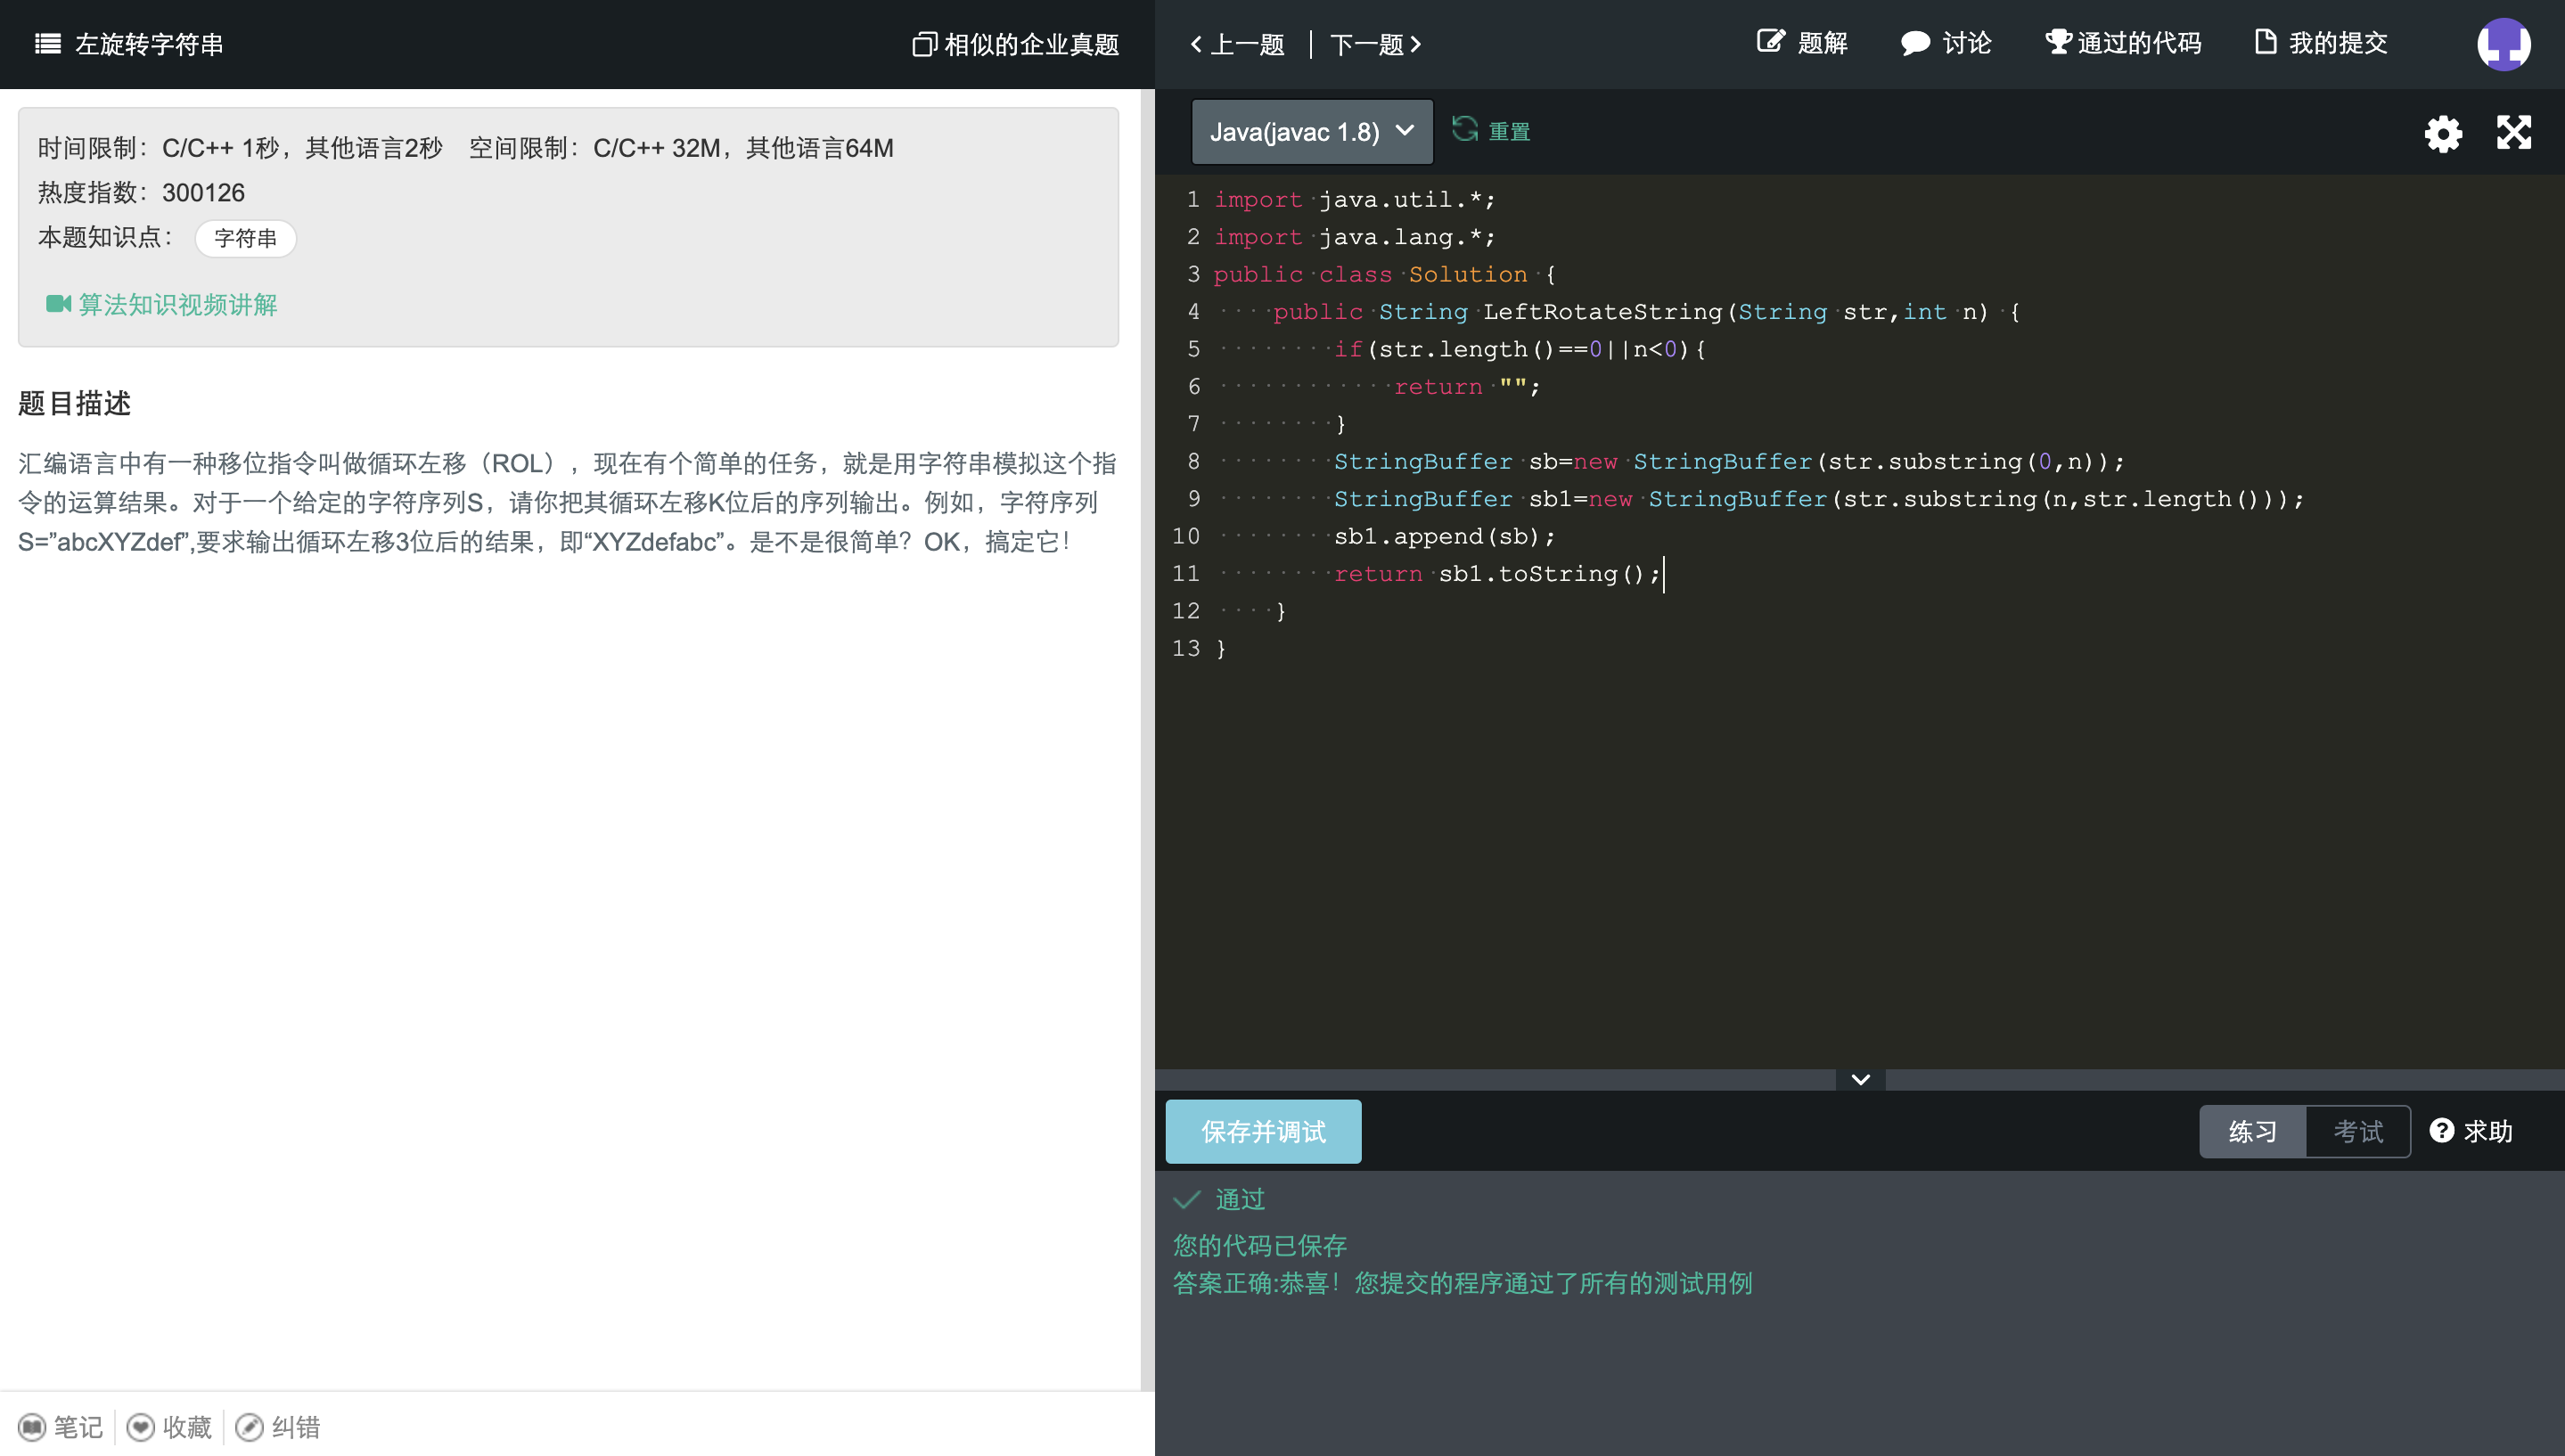 左旋转字符串
相似的企业真题
时间限制：C/C++ 1秒，其他语言2秒 空间限制：C/C++ 32M，其他语言64M
热度指数：300126
本题知识点： 字符串
算法知识视频讲解
题目描述
汇编语言中有一种移位指令叫做循环左移（ROL），现在有个简单的任务，就是用字符串模拟这个指
令的运算结果。对于一个给定的字符序列S，请你把其循环左移K位后的序列输出。例如，字符序列
S=”abcXYZdef”,要求输出循环左移3位后的结果，即“XYZdefabc”。是不是很简单？OK，搞定它！
笔记 收藏 纠错
上一题 | 下一题 题解 讨论 通过的代码 我的提交
Java(javac 1.8) 重置
1 import java.util.*;
2 import java.lang.*;
3 public class Solution {
4     public String LeftRotateString(String str,int n) {
5         if(str.length()==0||n<0){
6             return "";
7         }
8         StringBuffer sb=new StringBuffer(str.substring(0,n));
9         StringBuffer sb1=new StringBuffer(str.substring(n,str.length()));
10         sb1.append(sb);
11         return sb1.toString();
12     }
13 }
保存并调试 练习 考试 求助
通过
您的代码已保存
答案正确:恭喜！您提交的程序通过了所有的测试用例